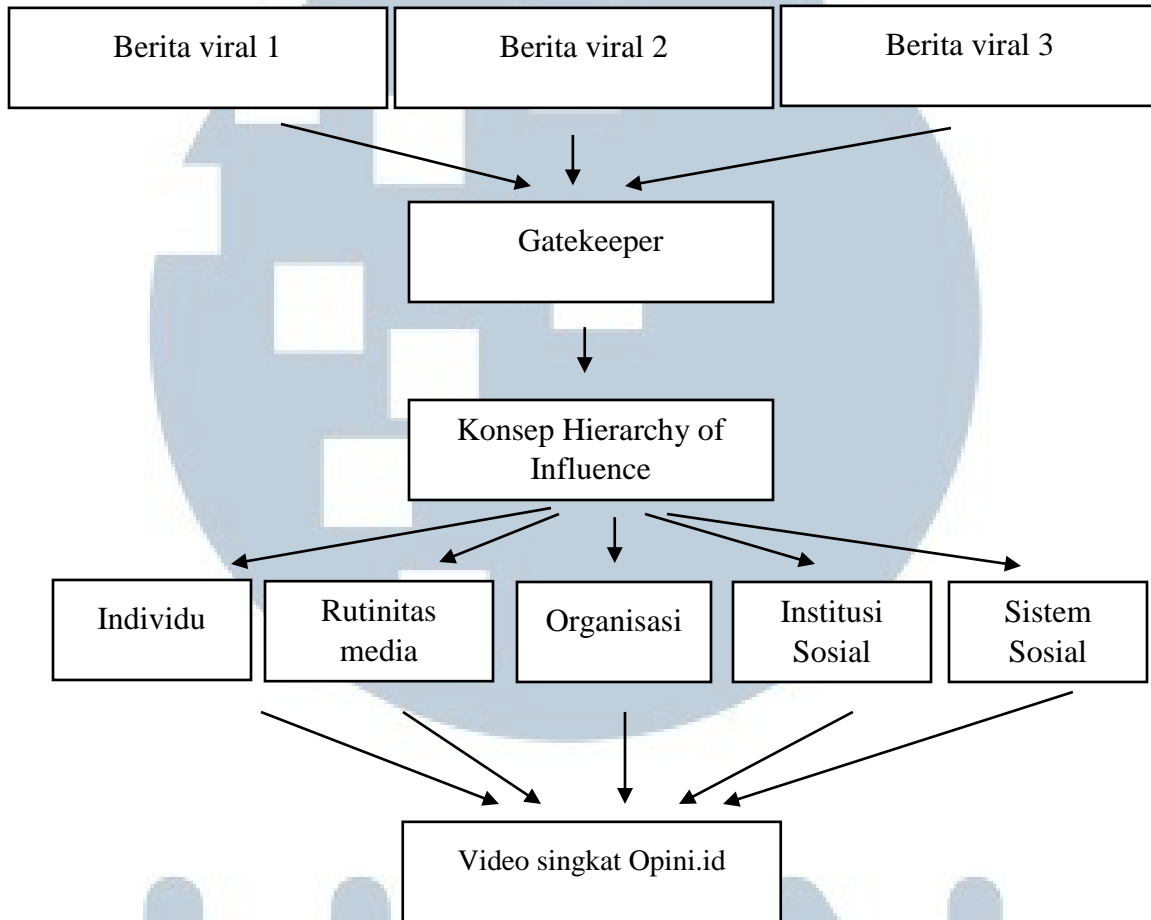 Berita viral 1
Berita viral 2
Berita viral 3
Gatekeeper
Konsep Hierarchy of
Influence
Individu
Rutinitas
media
Organisasi
Institusi
Sosial
Sistem
Sosial
Video singkat Opini.id